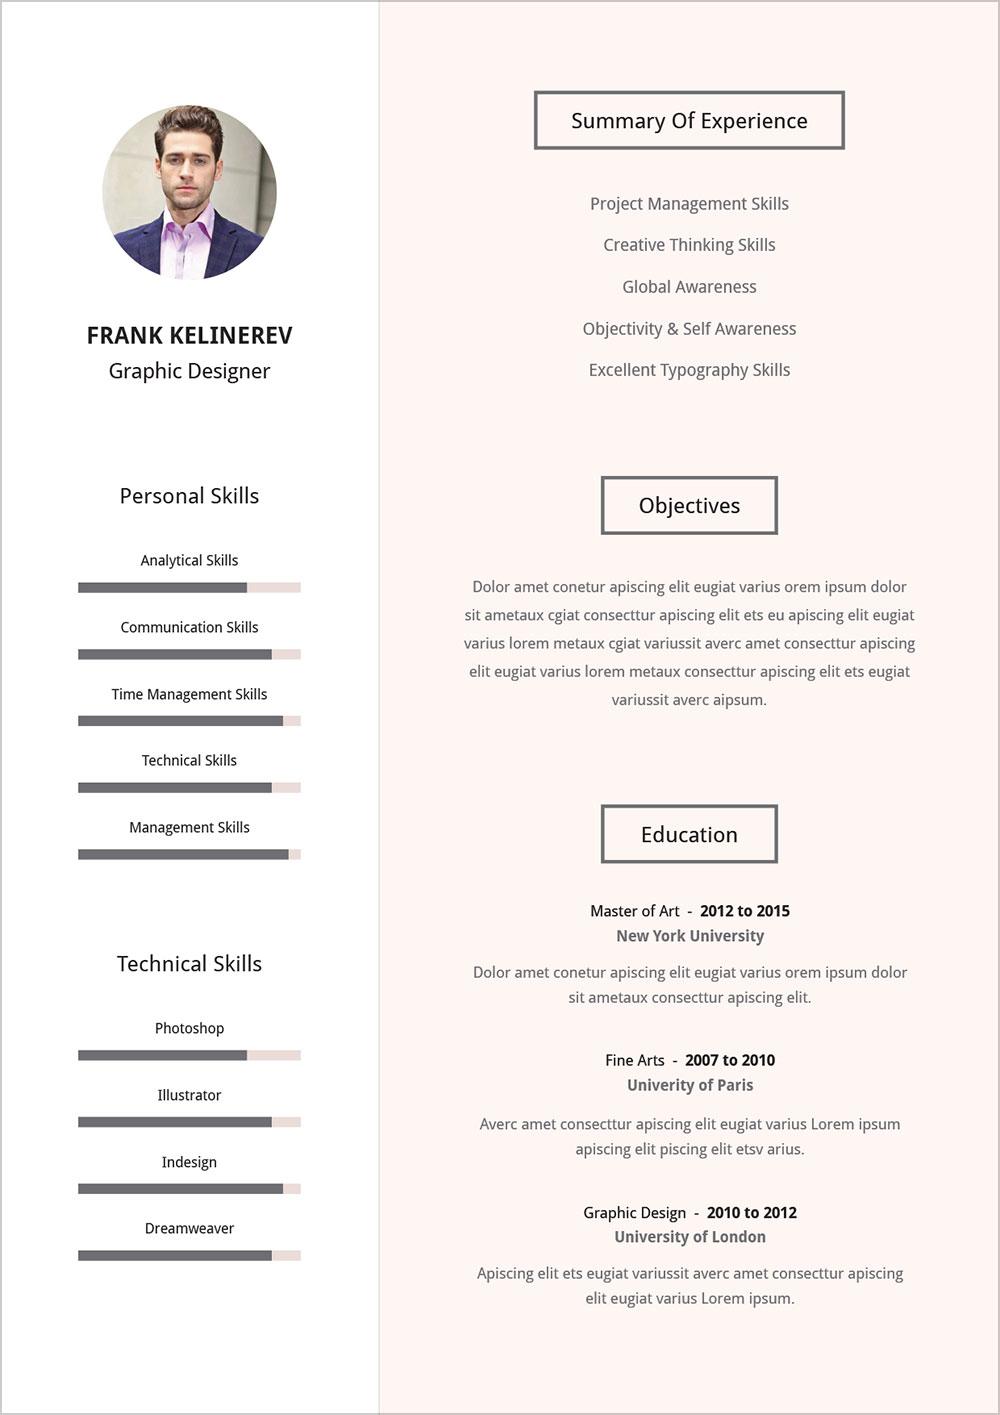 FRANK KELINEREV
Graphic Designer
Personal Skills
Analytical Skills
Communication Skills
Time Management Skills
Technical Skills
Management Skills
Technical Skills
Photoshop
Illustrator
Indesign
Dreamweaver
Summary Of Experience
Project Management Skills
Creative Thinking Skills
Global Awareness
Objectivity & Self Awareness
Excellent Typography Skills
Objectives
Dolor amet conetur apiscing elit eugiat varius orem ipsum dolor
sit ametaux cgiat consecttur apiscing elit ets eu apiscing elit eugiat
varius lorem metaux cgiat variussit averc amet consecttur apiscing
elit eugiat varius lorem metaux consecttur apiscing elit ets eugiat
variussit averc aipsum.
Education
Master of Art - 2012 to 2015
New York University
Dolor amet conetur apiscing elit eugiat varius orem ipsum dolor
sit ametaux consecttur apiscing elit.
Fine Arts - 2007 to 2010
Univerity of Paris
Averc amet consecttur apiscing elit eugiat varius Lorem ipsum
apiscing elit piscing elit etsv arius.
Graphic Design - 2010 to 2012
University of London
Apiscing elit ets eugiat variussit averc amet consecttur apiscing
elit eugiat varius Lorem ipsum.